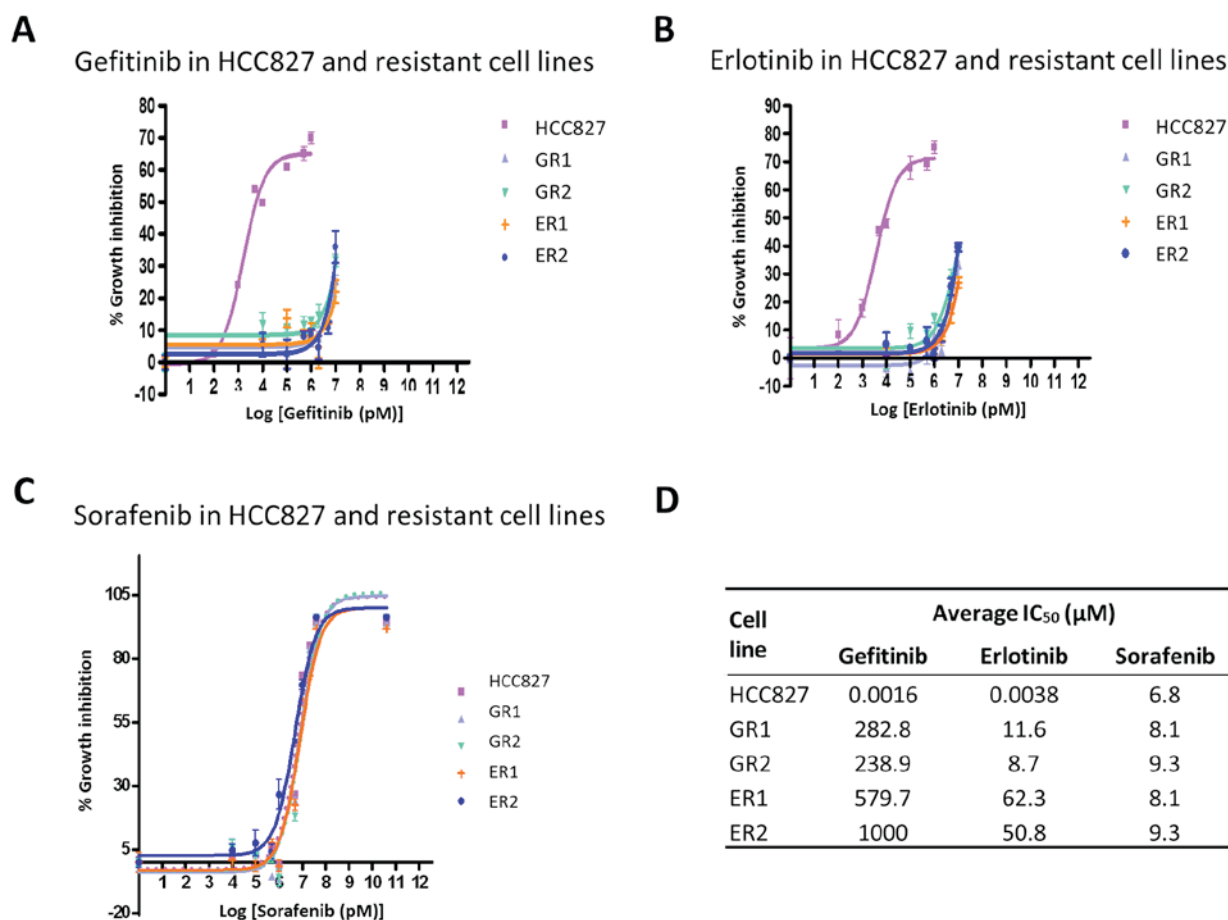 A
Gefitinib in HCC827 and resistant cell lines
80
70
60
50
40
30
20
10
0
-10
% Growth inhibition
1 2 3 4 5 6 7 8 9 10 11 12
Log [Gefitinib (pM)]
HCC827
GR1
GR2
ER1
ER2
B
Erlotinib in HCC827 and resistant cell lines
90
80
70
60
50
40
30
20
10
0
-10
% Growth inhibition
1 2 3 4 5 6 7 8 9 10 11 12
Log [Erlotinib (pM)]
HCC827
GR1
GR2
ER1
ER2
C
Sorafenib in HCC827 and resistant cell lines
105
80
55
30
5
-20
% Growth inhibition
1 2 3 4 5 6 7 8 9 10 11 12
Log [Sorafenib (pM)]
HCC827
GR1
GR2
ER1
ER2
D
Cell line Average IC₅₀ (µM)
Gefitinib Erlotinib Sorafenib
HCC827 0.0016 0.0038 6.8
GR1 282.8 11.6 8.1
GR2 238.9 8.7 9.3
ER1 579.7 62.3 8.1
ER2 1000 50.8 9.3